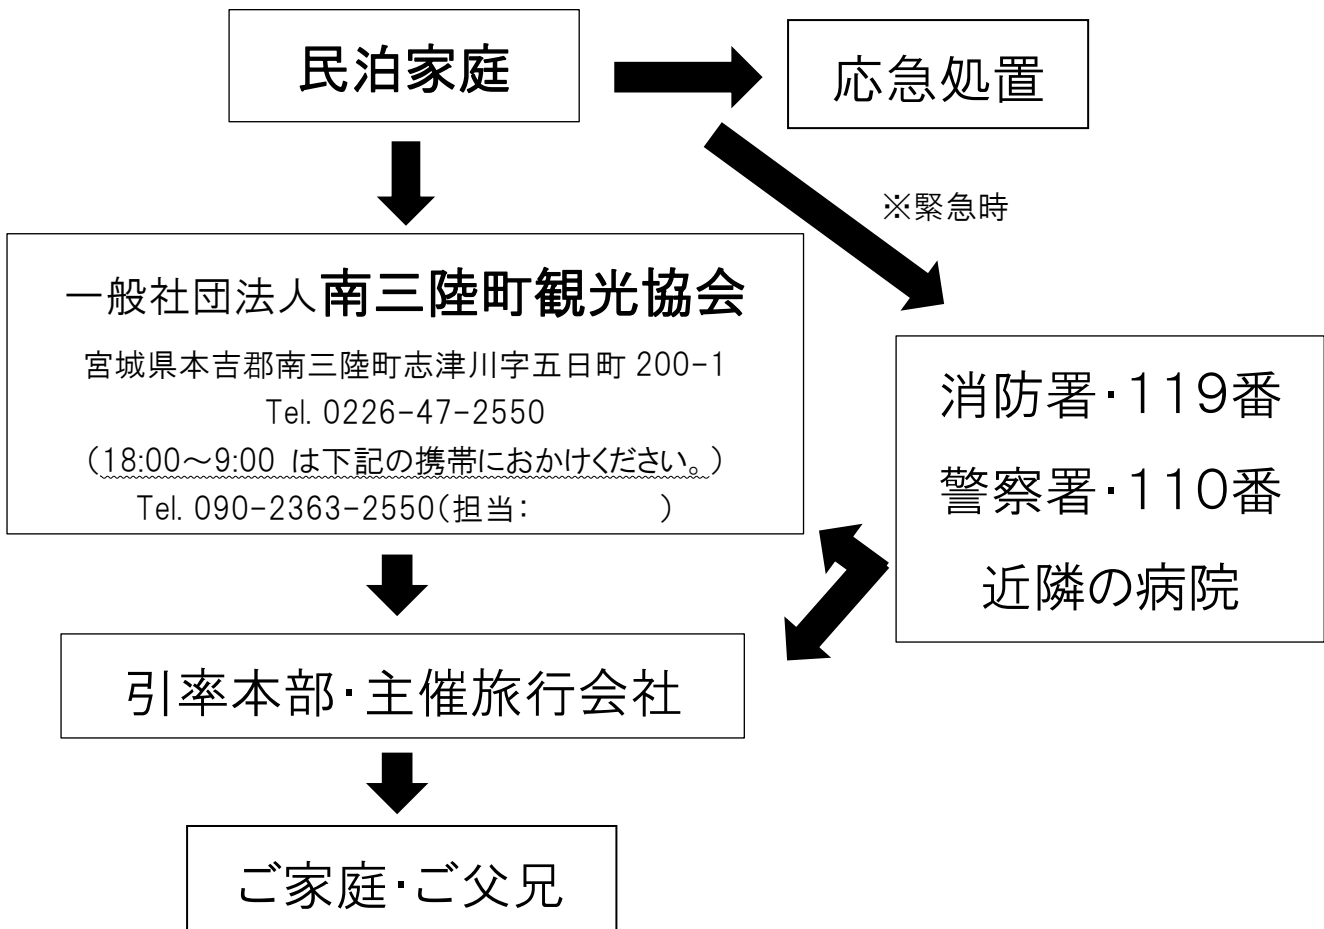 民泊家庭
応急処置
※緊急時
一般社団法人南三陸町観光協会
宮城県本吉郡南三陸町志津川字五日町 200-1
Tel. 0226-47-2550
（18:00～9:00 は下記の携帯におかけください。）
Tel. 090-2363-2550(担当: )
消防署・119番
警察署・110番
近隣の病院
引率本部・主催旅行会社
ご家庭・ご父兄